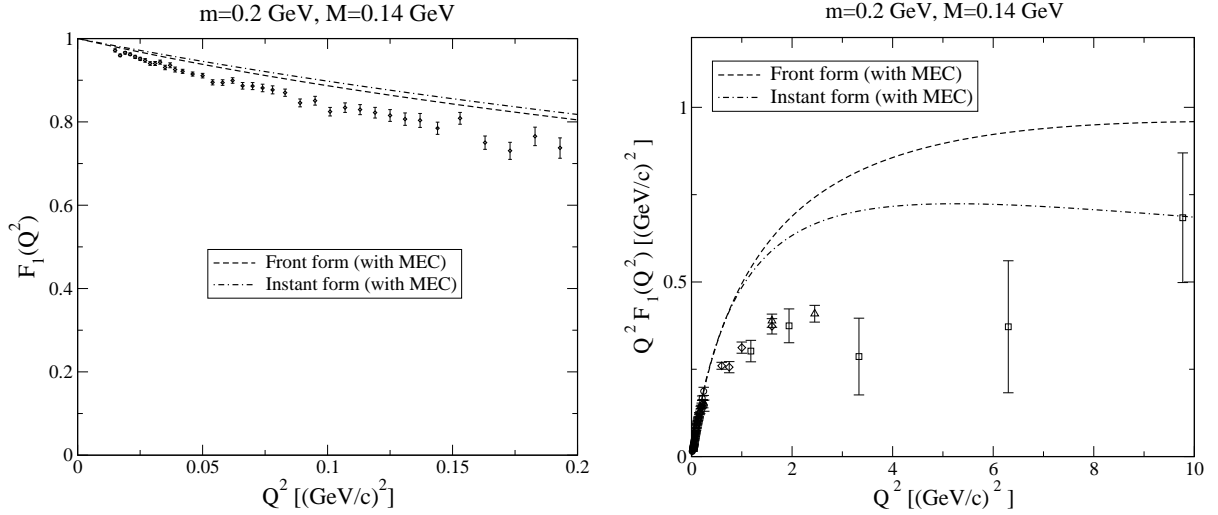 m=0.2 GeV, M=0.14 GeV
1
0.8
0.6
0.4
0.2
0
F₁(Q²)
Front form (with MEC)
Instant form (with MEC)
0
0.05
0.1
0.15
0.2
Q² [(GeV/c)²]
m=0.2 GeV, M=0.14 GeV
1
0.5
0
Q² F₁(Q²) [(GeV/c)²]
Front form (with MEC)
Instant form (with MEC)
0
2
4
6
8
10
Q² [(GeV/c)²]